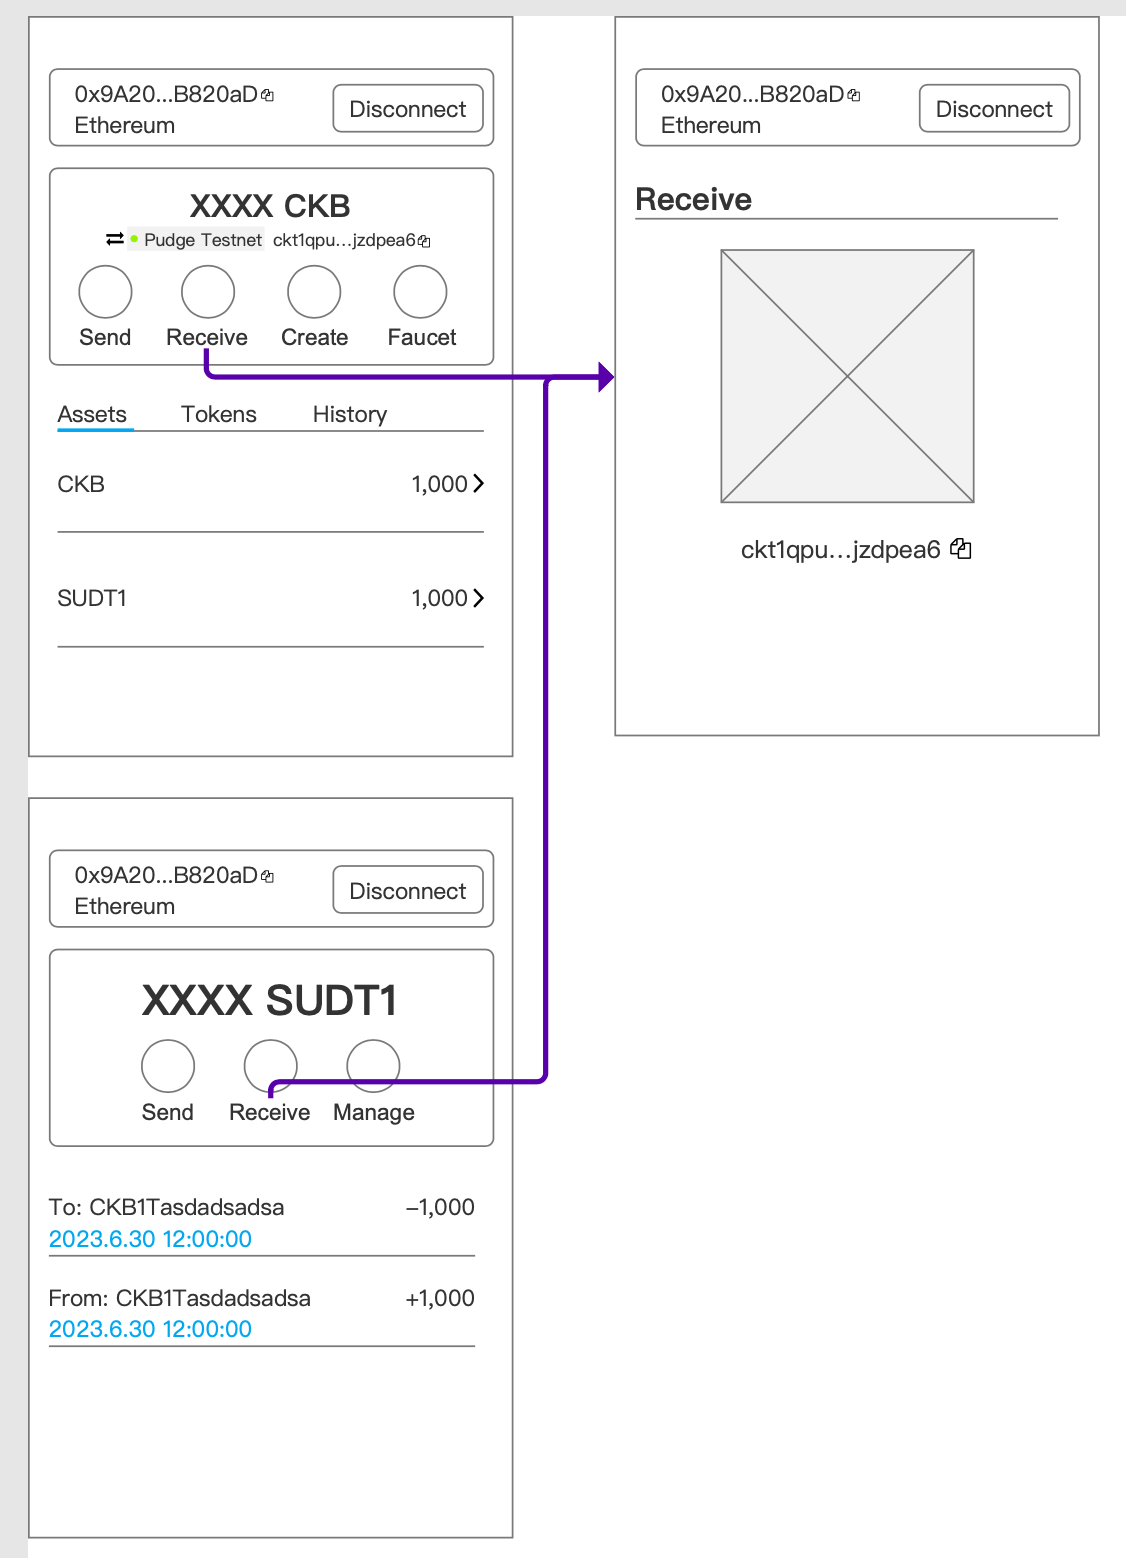 0x9A20...B820aD
Ethereum
Disconnect
XXXX CKB
Pudge Testnet ckt1qpu...jzdpea6
Send Receive Create Faucet
Assets Tokens History
CKB 1,000
SUDT1 1,000
0x9A20...B820aD
Ethereum
Disconnect
Receive
ckt1qpu...jzdpea6
0x9A20...B820aD
Ethereum
Disconnect
XXXX SUDT1
Send Receive Manage
To: CKB1Tasdadsadsa −1,000
2023.6.30 12:00:00
From: CKB1Tasdadsadsa +1,000
2023.6.30 12:00:00